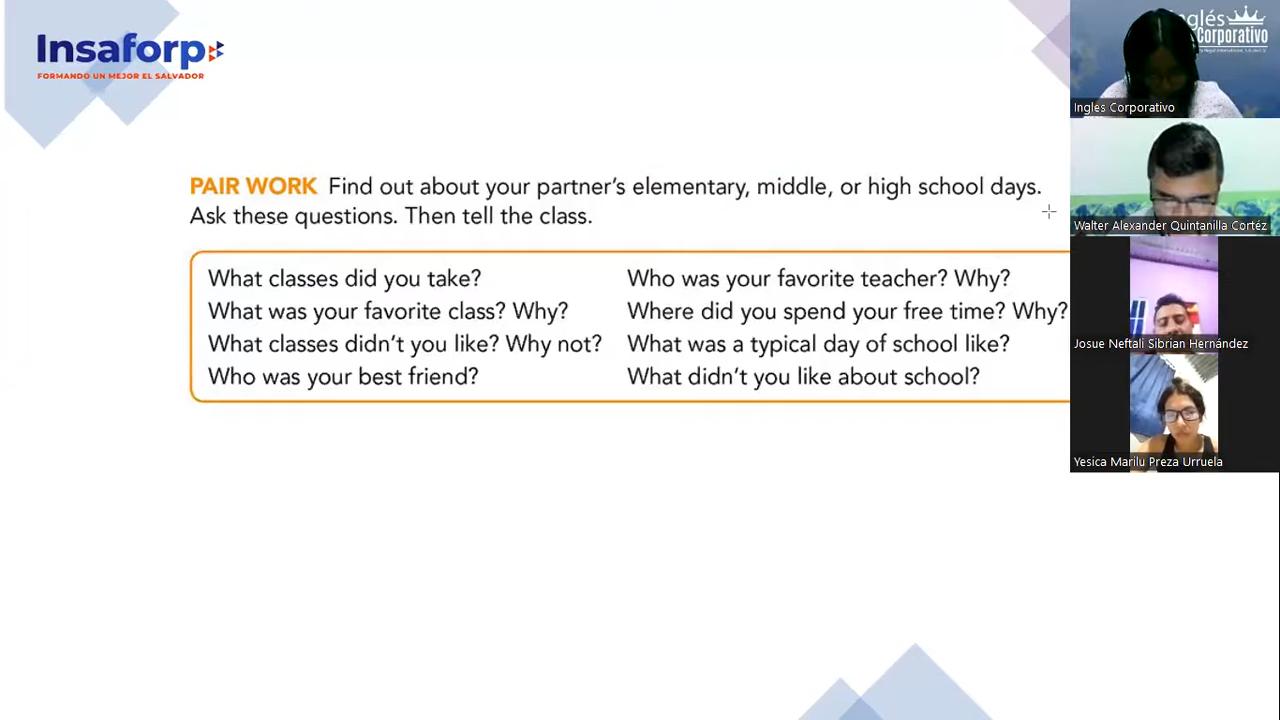 Insaforp
FORMANDO UN MEJOR EL SALVADOR
PAIR WORK Find out about your partner's elementary, middle, or high school days.
Ask these questions. Then tell the class.
What classes did you take?
What was your favorite class? Why?
What classes didn't you like? Why not?
Who was your best friend?
Who was your favorite teacher? Why?
Where did you spend your free time? Why?
What was a typical day of school like?
What didn't you like about school?
Inglés
Corporativo
Ingles Corporativo
Walter Alexander Quintanilla Cortéz
Josue Neftali Sibrian Hernández
Yesica Marilu Preza Urruela